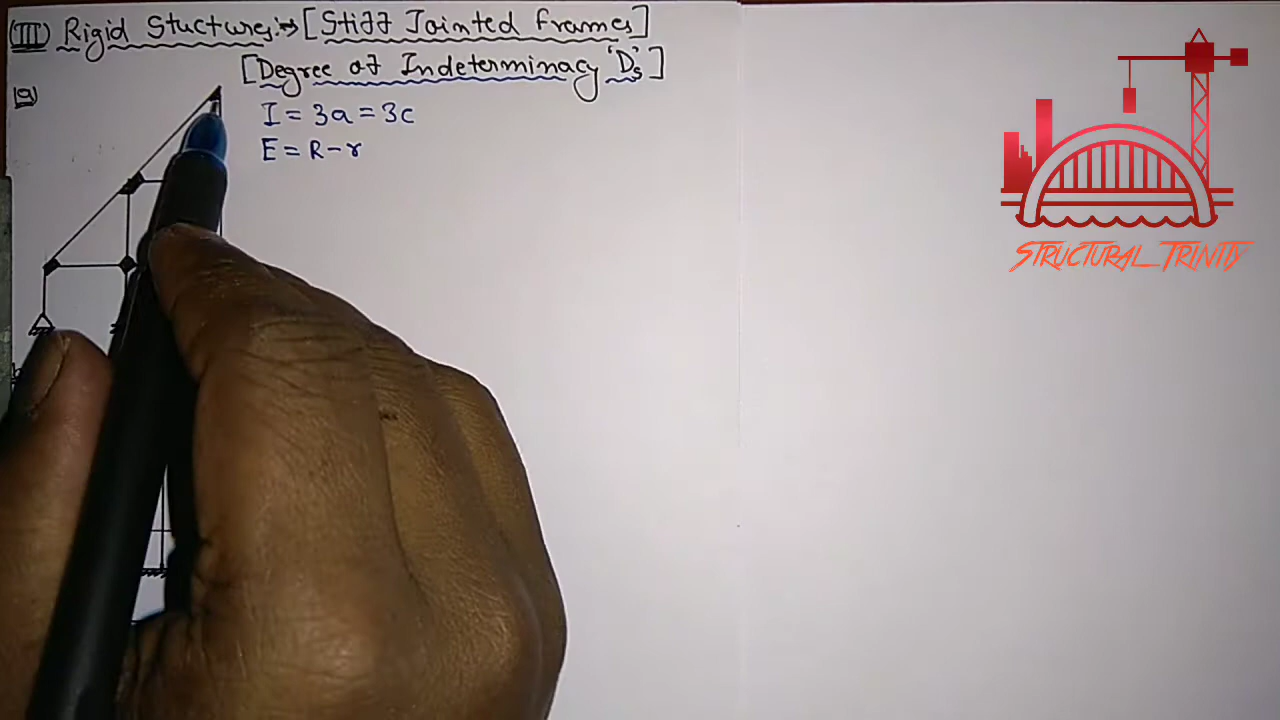 (III) Rigid Stuctures:→ [Stiff Jointed Frames]
[Degree of Indeterminacy 'Ds']
(a)
I = 3a = 3c
E = R - r
STRUCTURAL_TRINITY